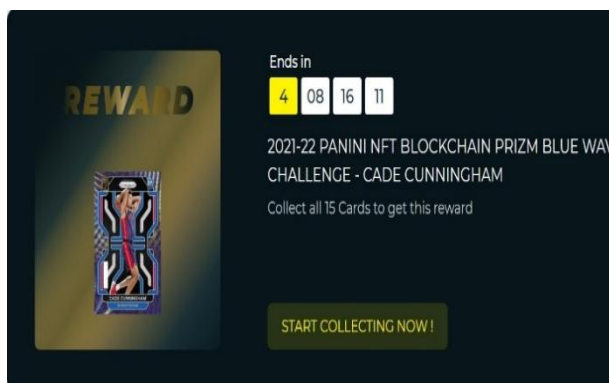 REWARD
CADE CUNNINGHAM
Ends in
4 08 16 11
2021-22 PANINI NFT BLOCKCHAIN PRIZM BLUE WAV
CHALLENGE - CADE CUNNINGHAM
Collect all 15 Cards to get this reward
START COLLECTING NOW !